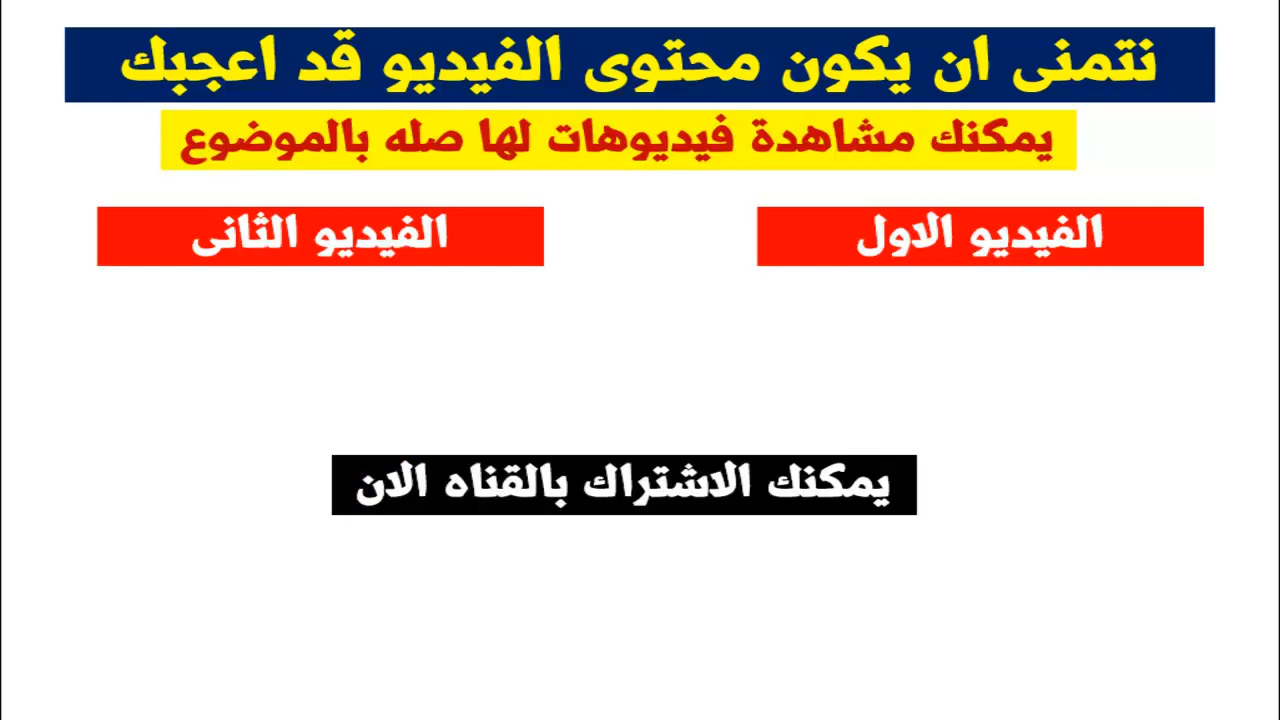 نتمنى ان يكون محتوى الفيديو قد اعجبك
يمكنك مشاهدة فيديوهات لها صله بالموضوع
الفيديو الاول
الفيديو الثانى
يمكنك الاشتراك بالقناه الان